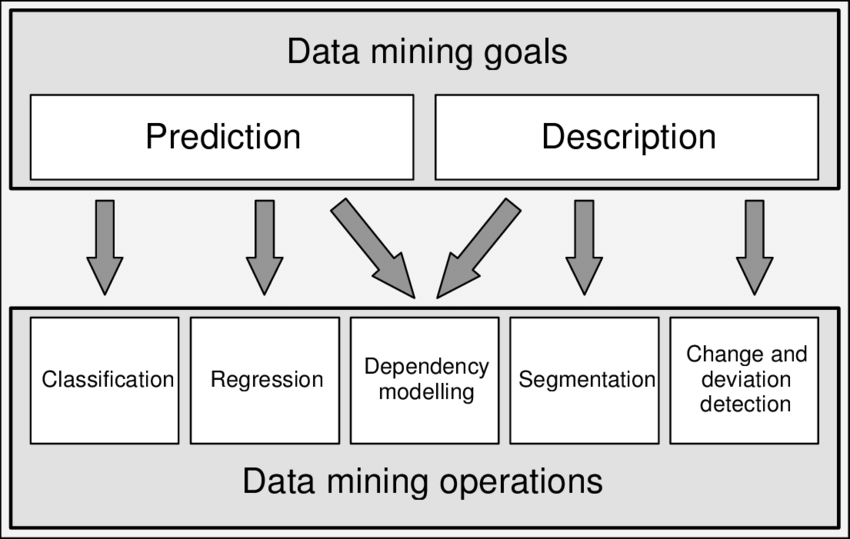 Data mining goals
Prediction
Description
Classification
Regression
Dependency
modelling
Segmentation
Change and
deviation
detection
Data mining operations